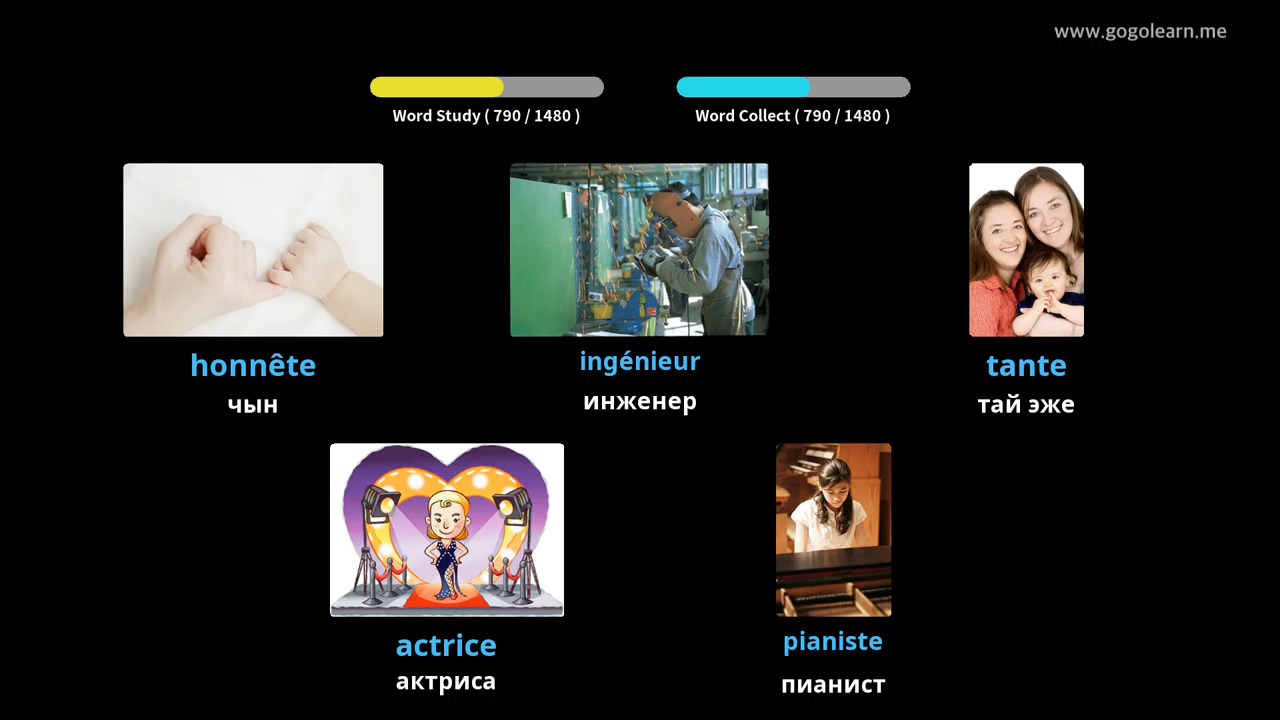 www.gogolearn.me
Word Study ( 790 / 1480 )
Word Collect ( 790 / 1480 )
honnête
чын
ingénieur
инженер
tante
тай эже
actrice
актриса
pianiste
пианист